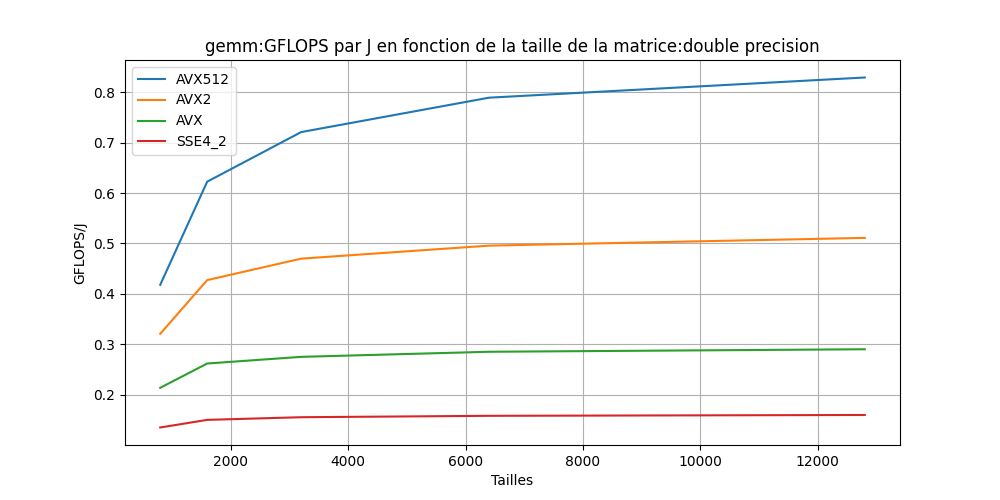 gemm:GFLOPS par J en fonction de la taille de la matrice:double precision
AVX512
AVX2
AVX
SSE4_2
GFLOPS/J
0.8
0.7
0.6
0.5
0.4
0.3
0.2
2000
4000
6000
8000
10000
12000
Tailles